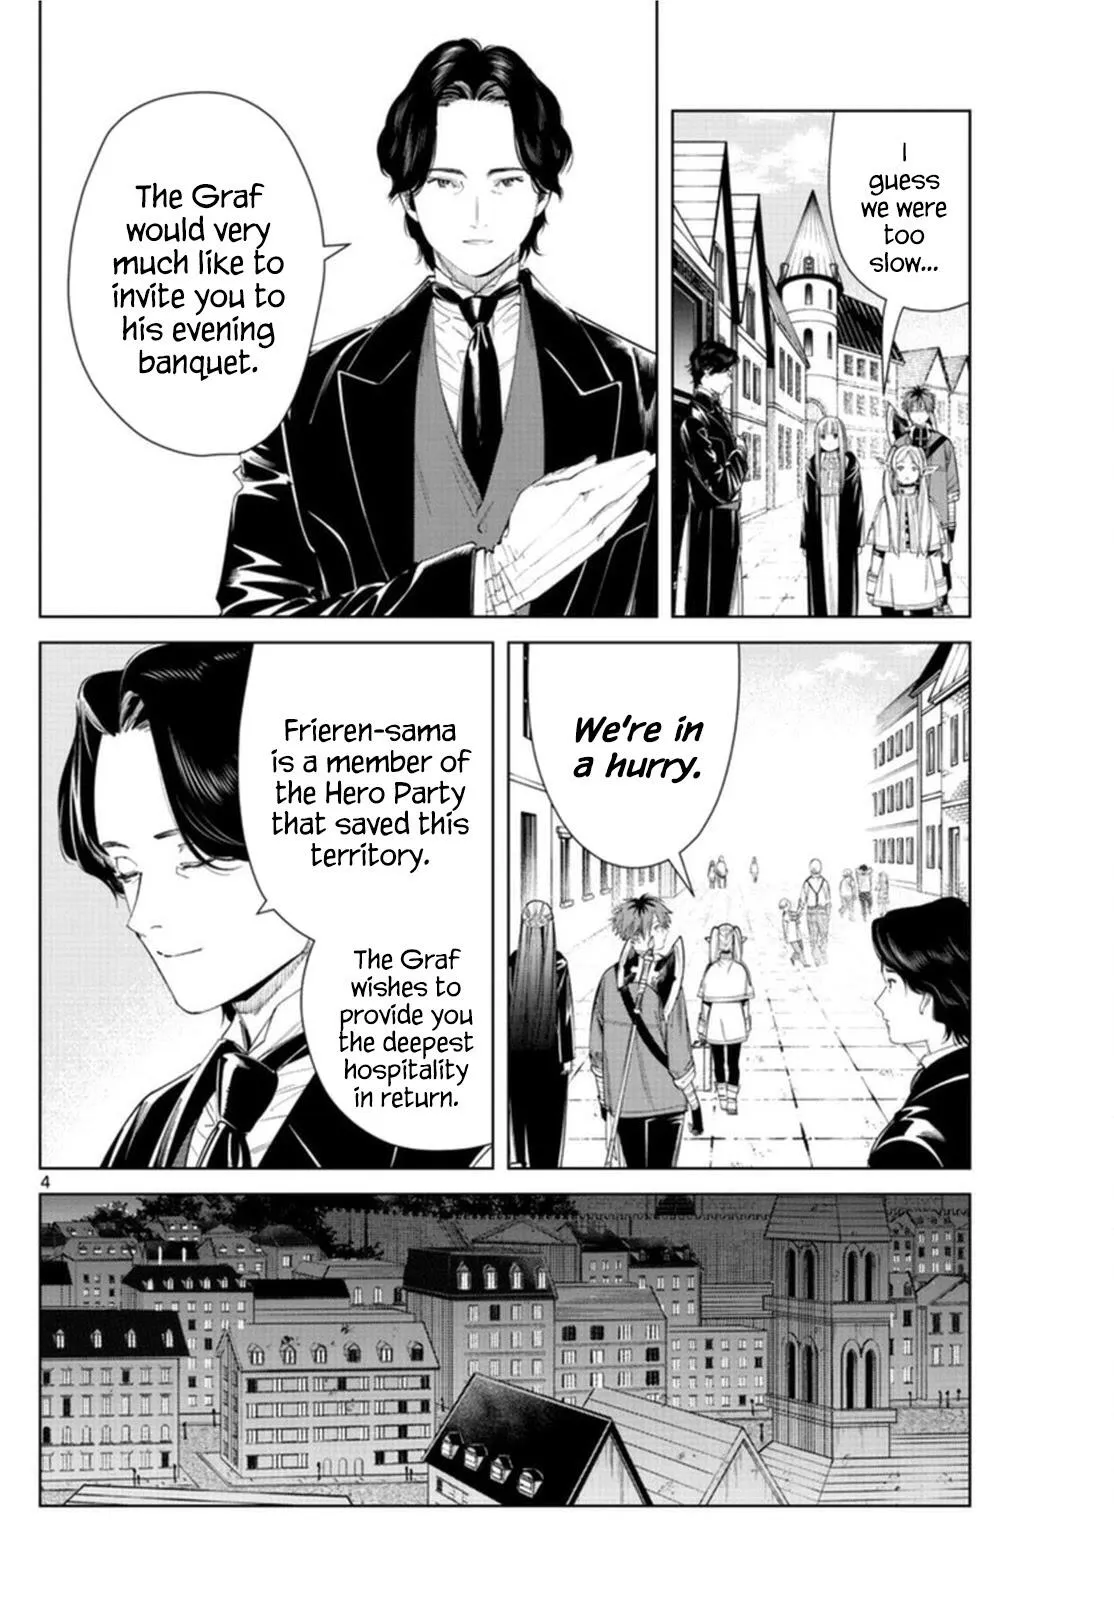 I
guess
we were
too
slow...
The Graf
would very
much like to
invite you to
his evening
banquet.
We're in
a hurry.
Frieren-sama
is a member of
the Hero Party
that saved this
territory.
The Graf
wishes to
provide you
the deepest
hospitality
in return.
4